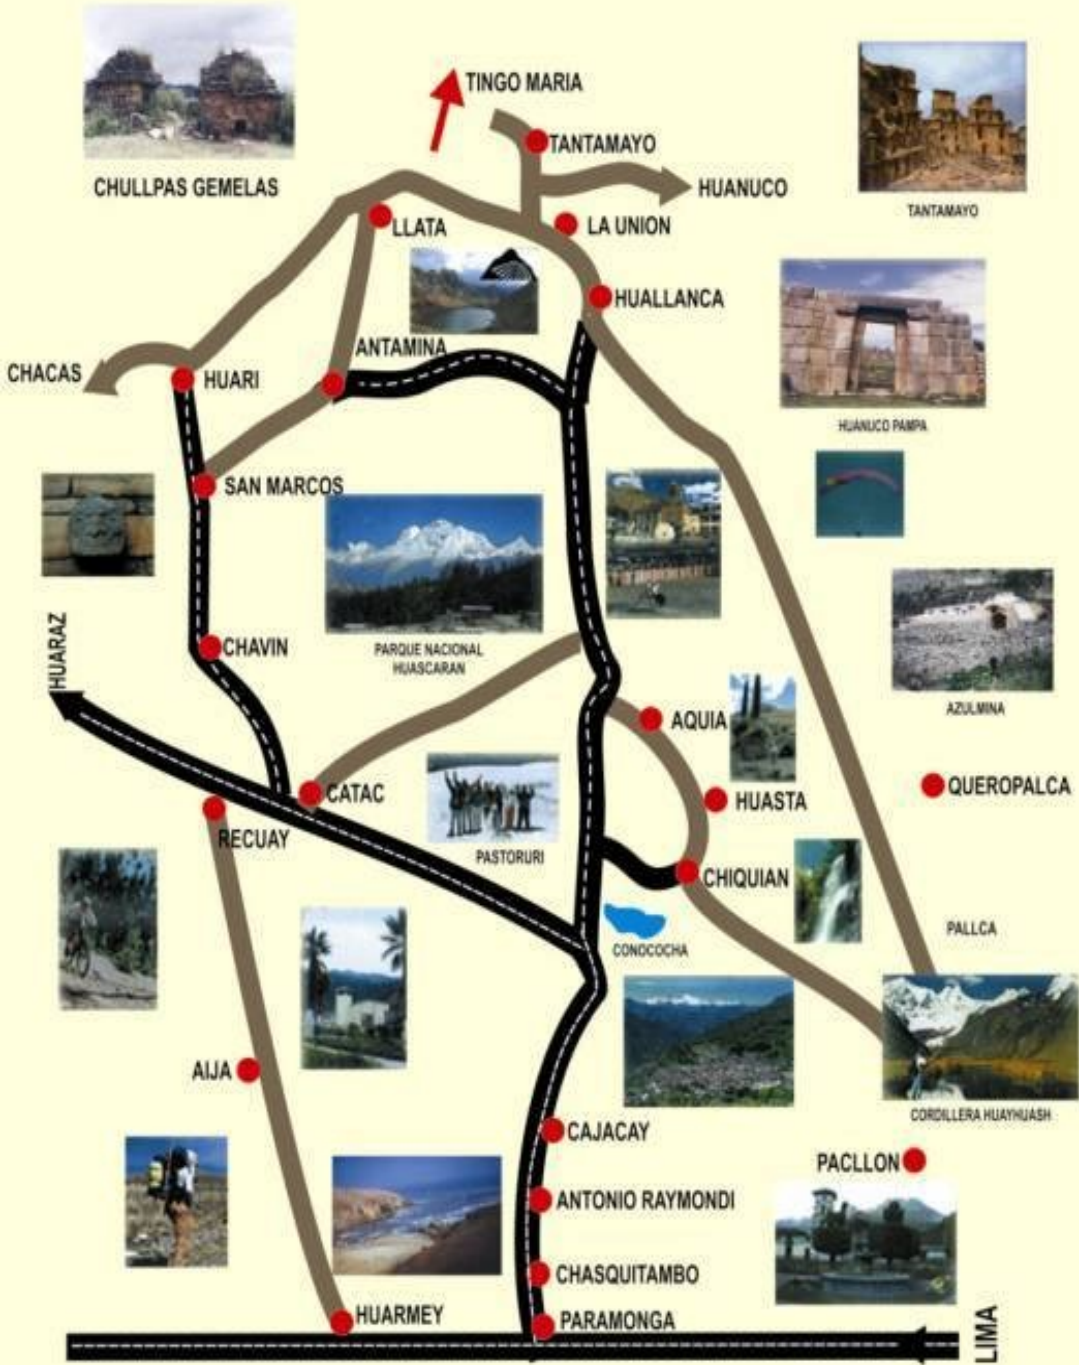 TINGO MARIA
TANTAMAYO
CHULLPAS GEMELAS
HUANUCO
TANTAMAYO
LLATA
LA UNION
HUALLANCA
ANTAMINA
CHACAS
HUARI
HUANUCO PAMPA
SAN MARCOS
HUARAZ
CHAVIN
PARQUE NACIONAL
HUASCARAN
AZULMINA
AQUIA
QUEROPALCA
CATAC
HUASTA
RECUAY
PASTORURI
CHIQUIAN
PALLCA
CONOCOCHA
AIJA
CORDILLERA HUAYHUASH
CAJACAY
PACLLON
ANTONIO RAYMONDI
CHASQUITAMBO
HUARMEY
PARAMONGA
LIMA